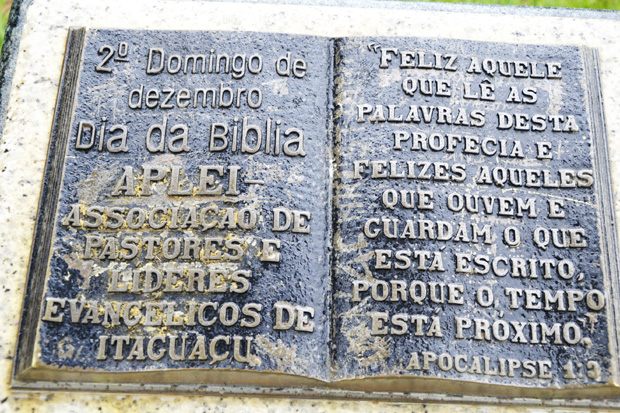 2º Domingo de
dezembro
Dia da Bíblia
APLEI-
ASSOCIAÇÃO DE
PASTORES E
LÍDERES
EVANGÉLICOS DE
ITAGUAÇU
"FELIZ AQUELE
QUE LÊ AS
PALAVRAS DESTA
PROFECIA E
FELIZES AQUELES
QUE OUVEM E
GUARDAM O QUE
ESTÁ ESCRITO,
PORQUE O TEMPO
ESTÁ PRÓXIMO."
APOCALIPSE 1:3